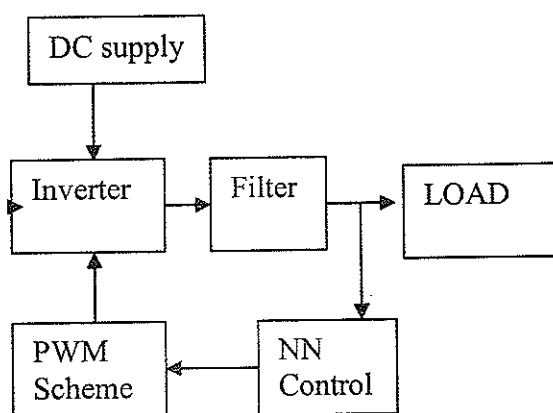 DC supply
Inverter
Filter
LOAD
PWM
Scheme
NN
Control